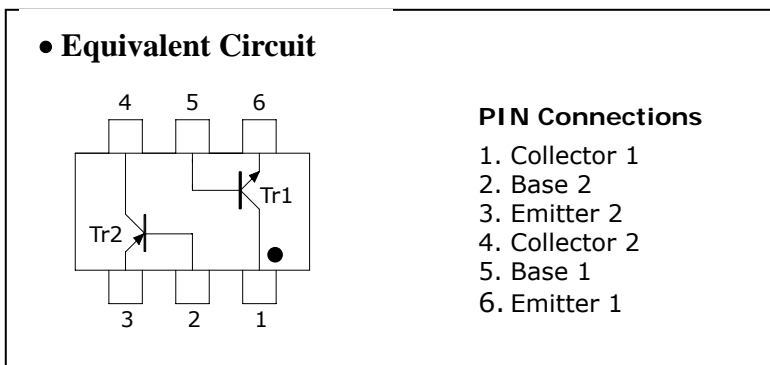 • Equivalent Circuit
4 5 6
Tr1
Tr2
3 2 1
PIN Connections
1. Collector 1
2. Base 2
3. Emitter 2
4. Collector 2
5. Base 1
6. Emitter 1